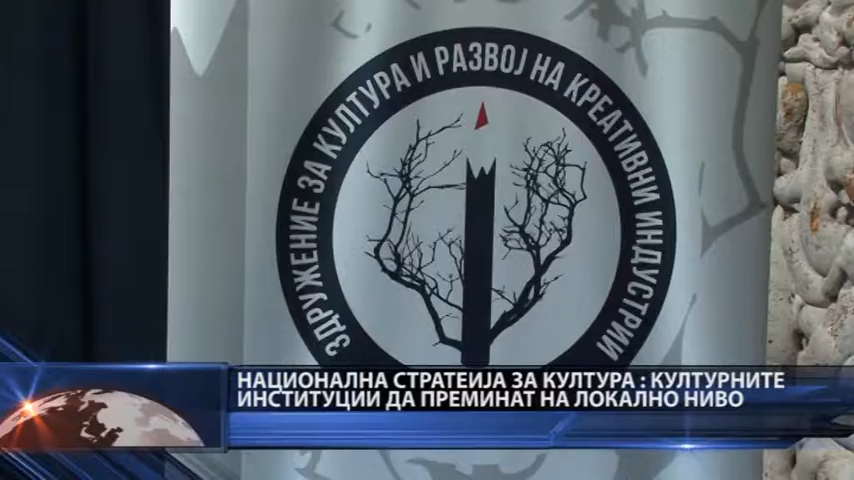 ЗДРУЖЕНИЕ ЗА КУЛТУРА И РАЗВОЈ НА КРЕАТИВНИ ИНДУСТРИИ
НАЦИОНАЛНА СТРАТЕИЈА ЗА КУЛТУРА : КУЛТУРНИТЕ
ИНСТИТУЦИИ ДА ПРЕМИНАТ НА ЛОКАЛНО НИВО